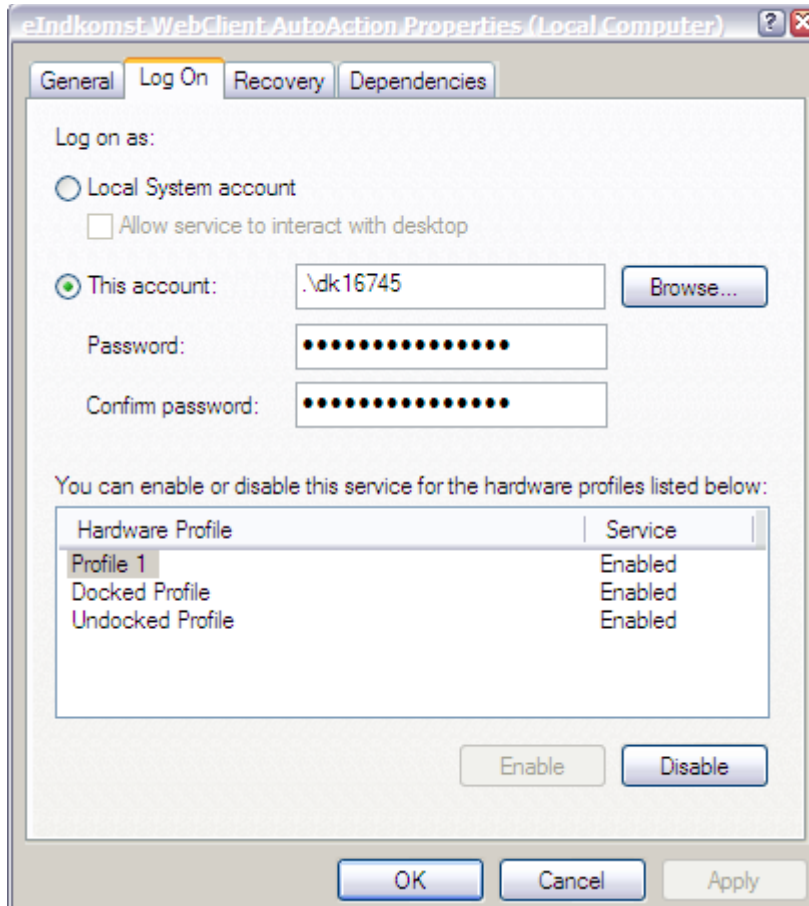 eIndkomst WebClient AutoAction Properties (Local Computer)
General Log On Recovery Dependencies
Log on as:
Local System account
Allow service to interact with desktop
This account: .\dk16745 Browse...
Password: •••••••••••••••
Confirm password: •••••••••••••••
You can enable or disable this service for the hardware profiles listed below:
Hardware Profile Service
Profile 1 Enabled
Docked Profile Enabled
Undocked Profile Enabled
Enable Disable
OK Cancel Apply